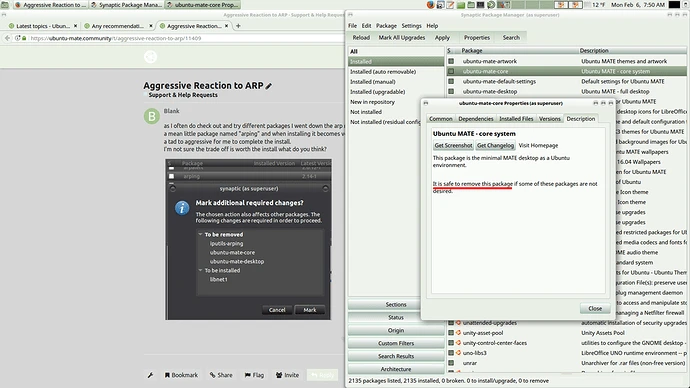 Aggressive Reaction to ...
Synaptic Package Mana...
ubuntu-mate-core Prop...
12 °F
Mon Feb 6, 7:50 AM
Aggressive Reaction to ARP - Support & Help Reques
Latest topics - Ubuntu
Any recommendatio
Aggressive Reaction
https://ubuntu-mate.community/t/aggressive-reaction-to-arp/11409
Aggressive Reaction to ARP
Support & Help Requests
B
Blank
as I often do to check out and try different packages I went down the arp
a mean little package named "arping" and when installing it becomes v
a tad to aggressive for me to complete the install.
I'm not sure the trade off is worth the install what do you think?
S
Package
Installed Version
Latest Versi
arping
2.14-1
synaptic (as superuser)
Mark additional required changes?
The chosen action also affects other packages. The
following changes are required in order to proceed.
To be removed
iputils-arping
ubuntu-mate-core
ubuntu-mate-desktop
To be installed
libnet1
Cancel
Mark
Bookmark
Share
Flag
Invite
Synaptic Package Manager (as superuser)
File
Edit
Package
Settings
Help
Reload
Mark All Upgrades
Apply
Properties
Search
All
Installed
Installed (auto removable)
Installed (manual)
Installed (upgradable)
New in repository
Not installed
Not installed (residual config
Sections
Status
Origin
Custom Filters
Search Results
Architecture
S
Package
Description
ubuntu-mate-artwork
Ubuntu MATE themes and artwork
ubuntu-mate-core
Ubuntu MATE - core system
ubuntu-mate-default-settings
Default settings for Ubuntu MATE
ubuntu-mate-desktop
Ubuntu MATE - full desktop
unattended-upgrades
automatic installation of security upgrades
unity-asset-pool
Unity Assets Pool
unity-control-center-faces
utilities to configure the GNOME desktop -
uno-libs3
LibreOffice UNO runtime environment --
unrar
Unarchiver for .rar files (non-free version)
ubuntu-mate-core Properties (as superuser)
Common
Dependencies
Installed Files
Versions
Description
Ubuntu MATE - core system
Get Screenshot
Get Changelog
Visit Homepage
This package is the minimal MATE desktop as a Ubuntu
environment.
It is safe to remove this package if some of these packages are not
desired.
Close
2135 packages listed, 2135 installed, 0 broken. 0 to install/upgrade, 0 to remove